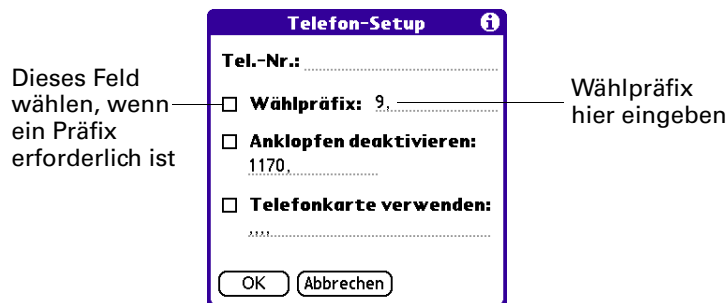 Telefon-Setup
Tel.-Nr.:
Dieses Feld
wählen, wenn
ein Präfix
erforderlich ist
Wählpräfix: 9,
Wählpräfix
hier eingeben
Anklopfen deaktivieren:
1170,
Telefonkarte verwenden:
,,,,
OK
Abbrechen